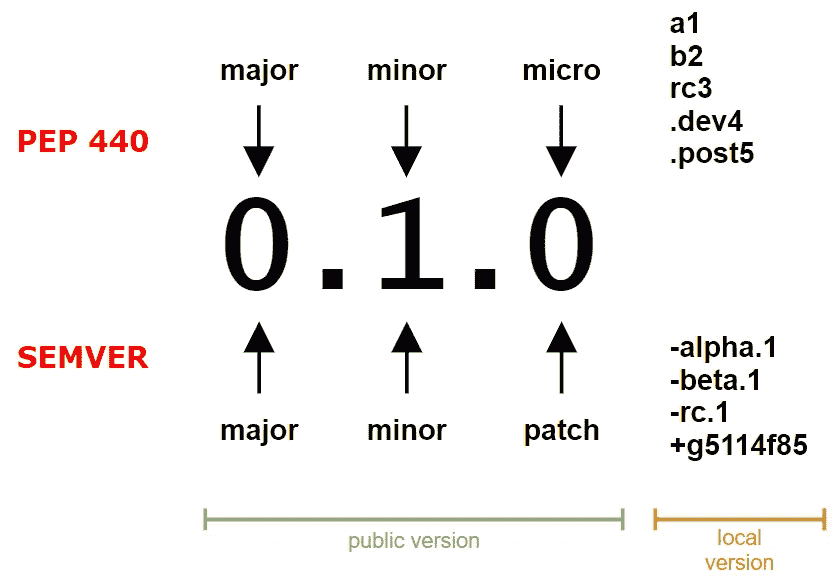 major minor micro
a1
b2
rc3
.dev4
.post5
PEP 440
0.1.0
SEMVER
major minor patch
-alpha.1
-beta.1
-rc.1
+g5114f85
public version
local
version